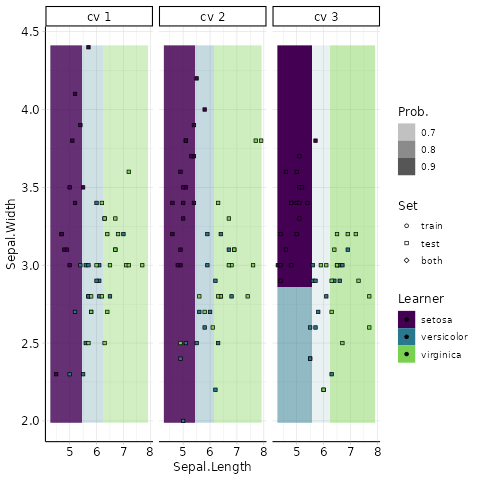 cv 1 cv 2 cv 3
4.5
4.0
3.5
3.0
2.5
2.0
Sepal.Width
5 6 7 8 5 6 7 8 5 6 7 8
Sepal.Length
Prob.
0.7
0.8
0.9
Set
train
test
both
Learner
setosa
versicolor
virginica